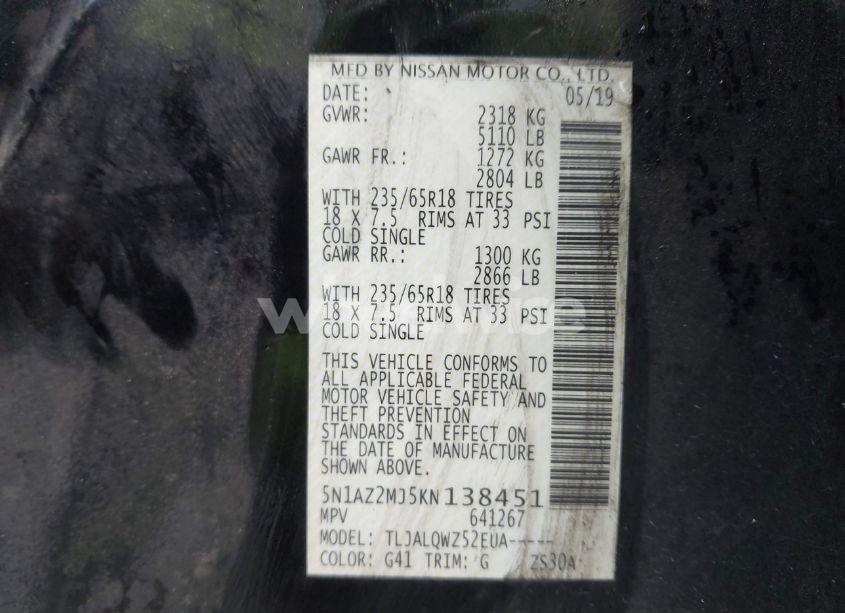 MFD BY NISSAN MOTOR CO., LTD.
DATE: 05/19
GVWR: 2318 KG
5110 LB
GAWR FR.: 1272 KG
2804 LB
WITH 235/65R18 TIRES
18 X 7.5 RIMS AT 33 PSI
COLD SINGLE
GAWR RR.: 1300 KG
2866 LB
WITH 235/65R18 TIRES
18 X 7.5 RIMS AT 33 PSI
COLD SINGLE
THIS VEHICLE CONFORMS TO
ALL APPLICABLE FEDERAL
MOTOR VEHICLE SAFETY AND
THEFT PREVENTION
STANDARDS IN EFFECT ON
THE DATE OF MANUFACTURE
SHOWN ABOVE.
5N1AZ2MJ5KN138451
MPV 641267
MODEL: TLJALQWZ52EUA-----
COLOR: G41 TRIM: G ZS30A